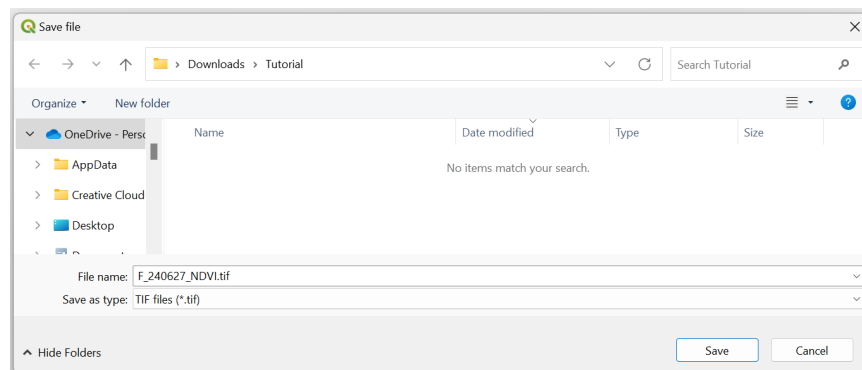 Save file
Downloads > Tutorial
Search Tutorial
Organize
New folder
OneDrive - Perso
Name
Date modified
Type
Size
AppData
No items match your search.
Creative Cloud
Desktop
File name: F_240627_NDVI.tif
Save as type: TIF files (*.tif)
Hide Folders
Save
Cancel